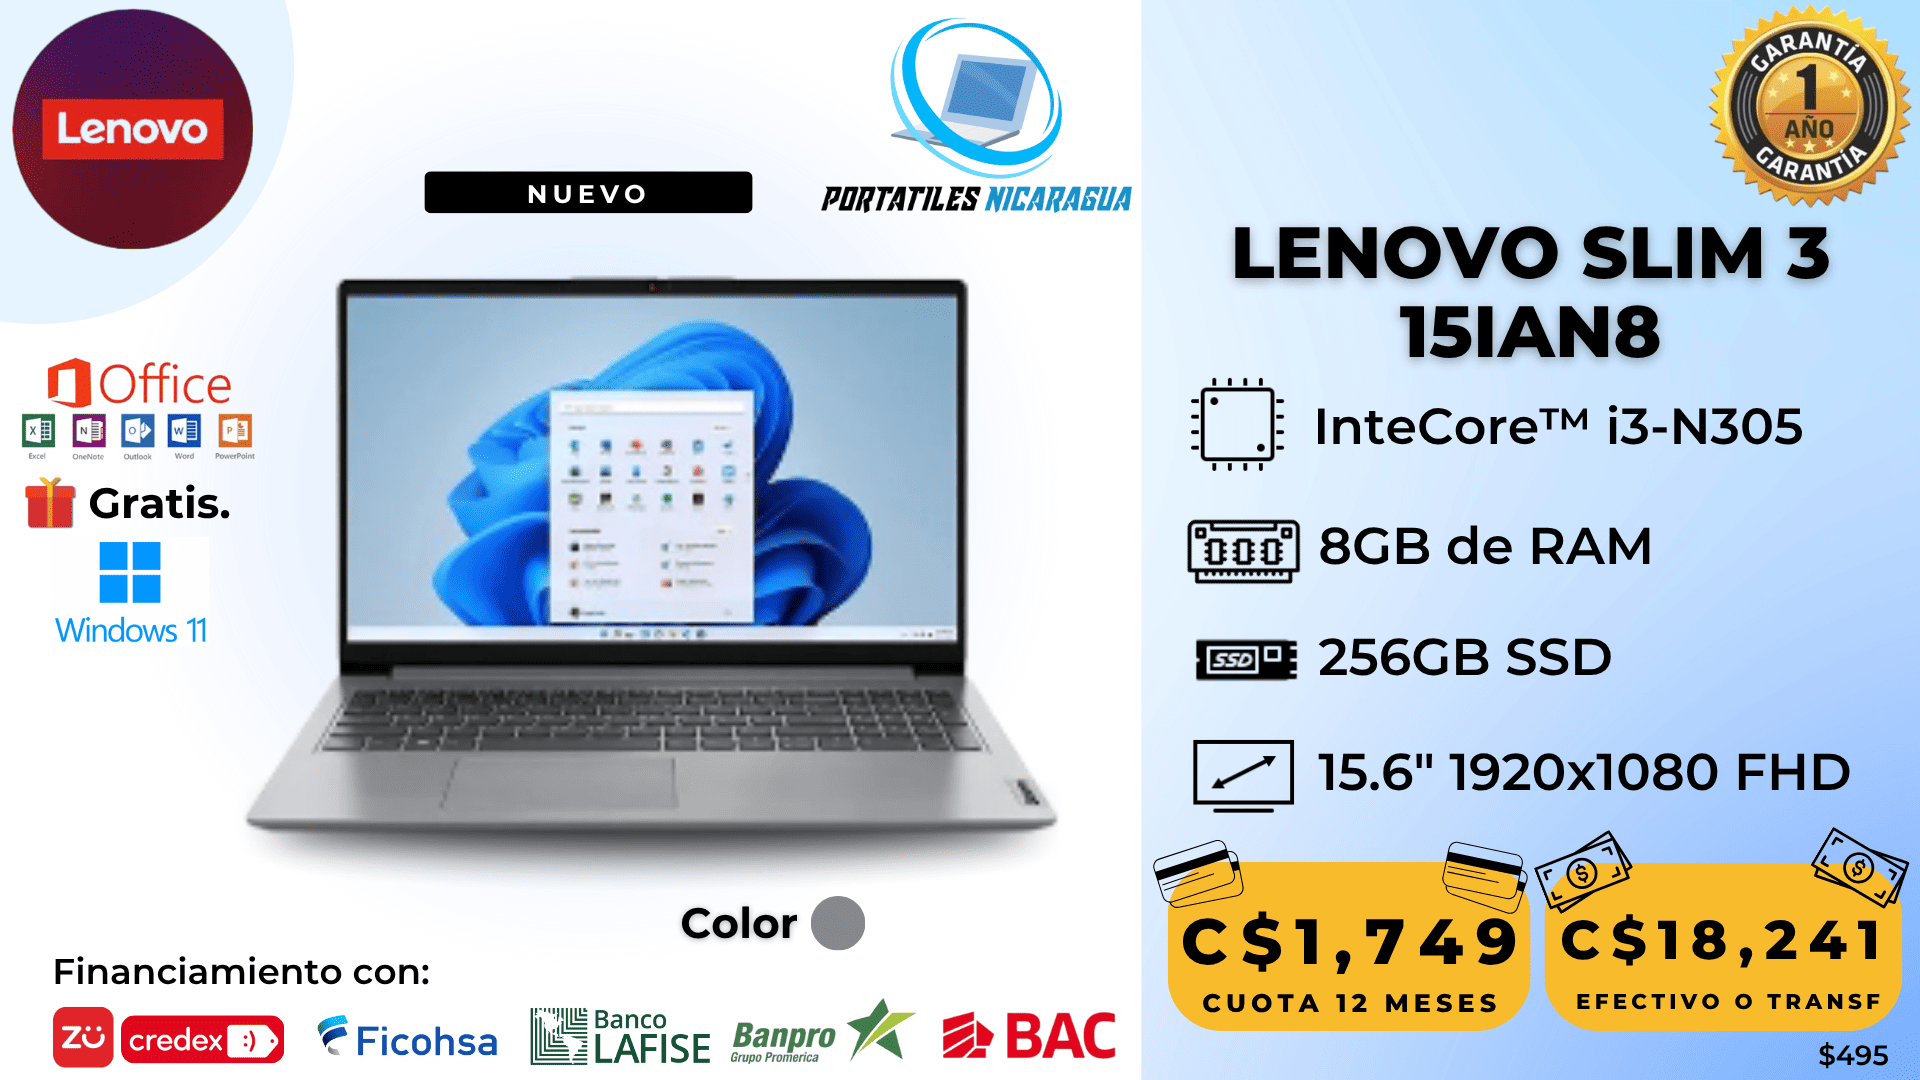 Lenovo
NUEVO
PORTATILES NICARAGUA
GARANTÍA
1
AÑO
GARANTÍA
LENOVO SLIM 3
15IAN8
Office
Excel OneNote Outlook Word PowerPoint
Gratis.
Windows 11
InteCore™ i3-N305
8GB de RAM
SSD
256GB SSD
15.6" 1920x1080 FHD
Lenovo
Color
C$1,749
CUOTA 12 MESES
C$18,241
EFECTIVO O TRANSF
$495
Financiamiento con:
ZU
credex :)
Ficohsa
Banco
LAFISE
Banpro
Grupo Promerica
BAC